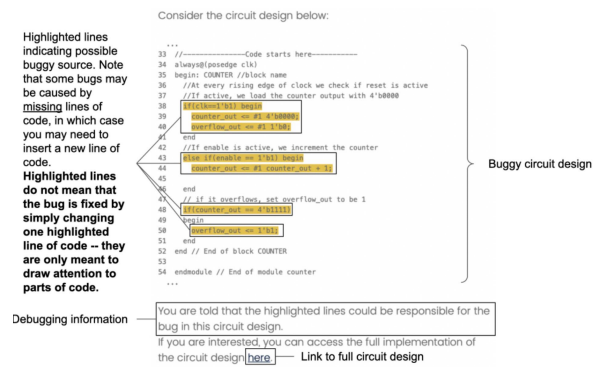 Consider the circuit design below:
Highlighted lines
indicating possible
buggy source. Note
that some bugs may
be caused by
missing lines of
code, in which case
you may need to
insert a new line of
code.
Highlighted lines
do not mean that
the bug is fixed by
simply changing
one highlighted
line of code -- they
are only meant to
draw attention to
parts of code.
...
33 //----------------Code starts here-----------
34 always@(posedge clk)
35 begin: COUNTER //block name
36 //At every rising edge of clock we check if reset is active
37 //If active, we load the counter output with 4'b0000
38 if(clk==1'b1) begin
39 counter_out <= #1 4'b0000;
40 overflow_out <= #1 1'b0;
41 end
42 //If enable is active, we increment the counter
43 else if(enable == 1'b1) begin
44 counter_out <= #1 counter_out + 1;
45
46 end
47 // if it overflows, set overflow_out to be 1
48 if(counter_out == 4'b1111)
49 begin
50 overflow_out <= 1'b1;
51 end
52 end // End of block COUNTER
53
54 endmodule // End of module counter
...
Buggy circuit design
Debugging information
You are told that the highlighted lines could be responsible for the
bug in this circuit design.
If you are interested, you can access the full implementation of
the circuit design here.
Link to full circuit design